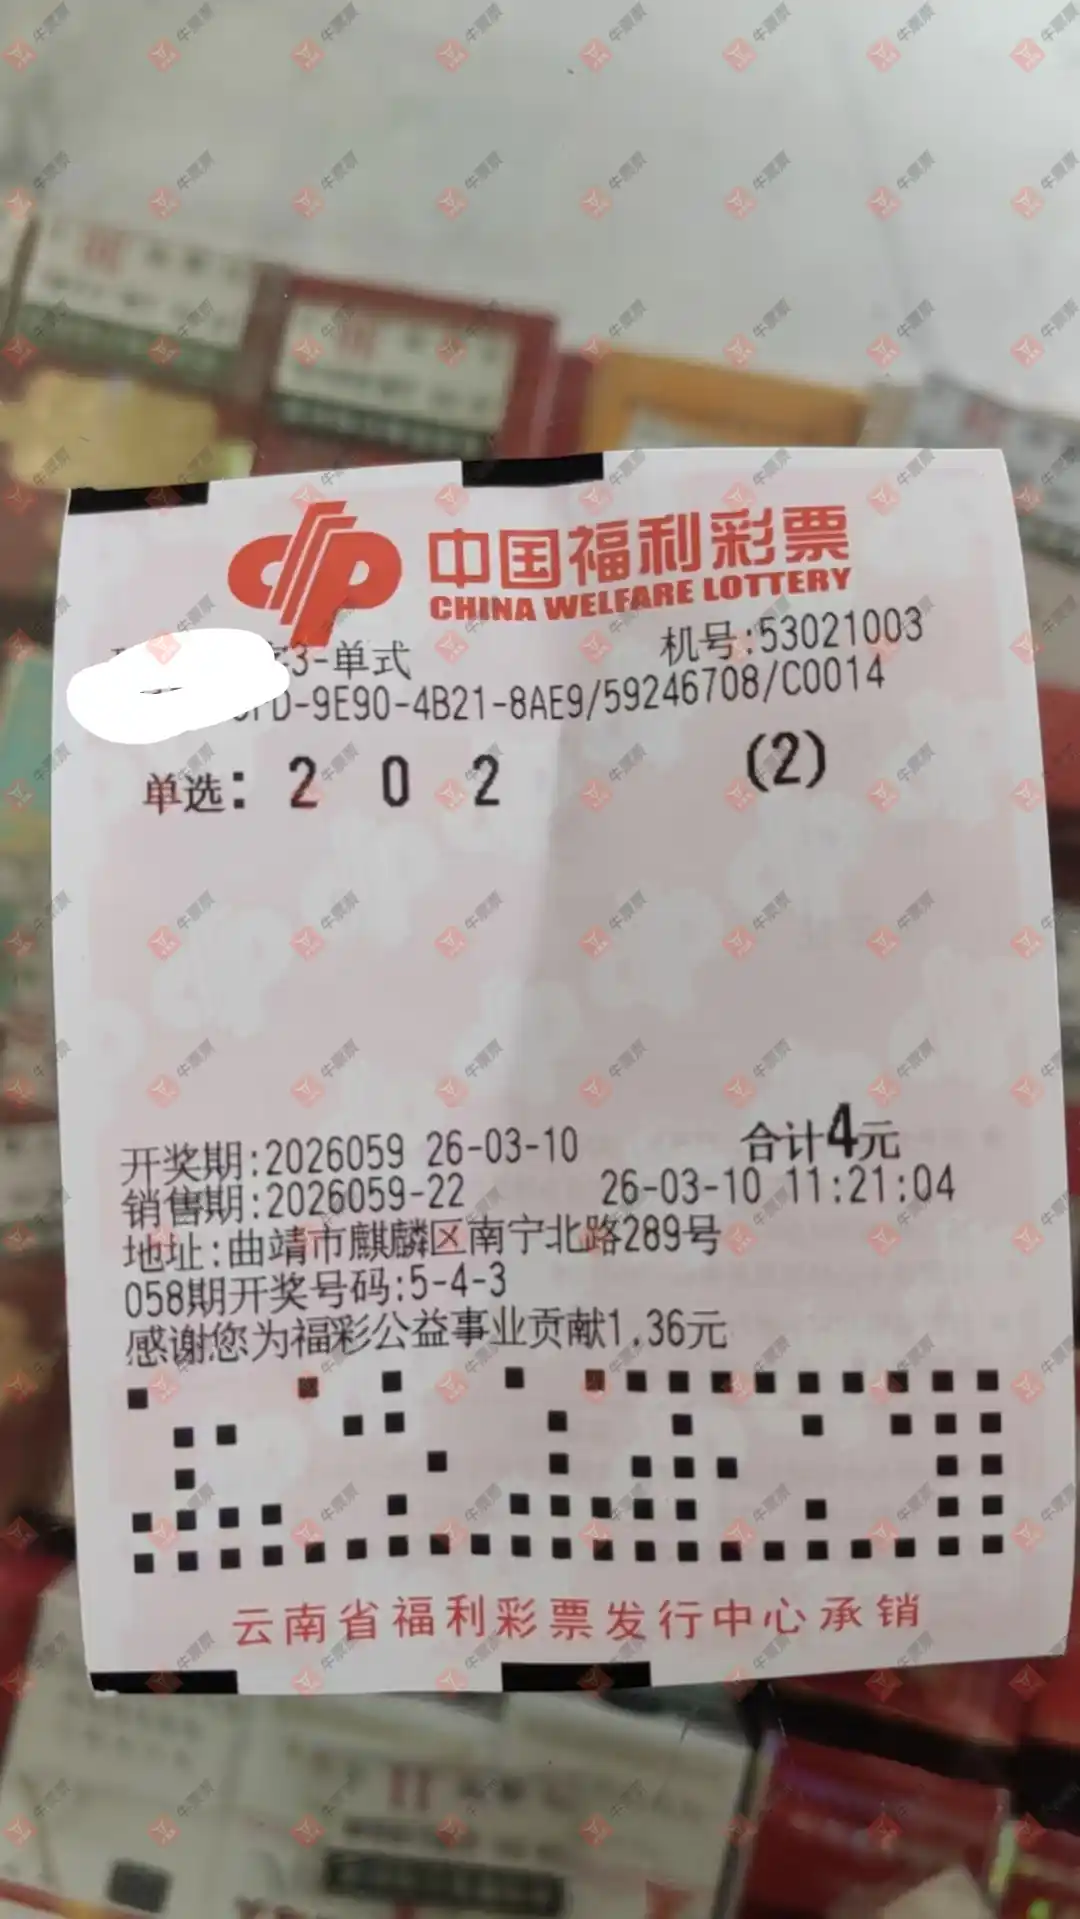 中国福利彩票
CHINA WELFARE LOTTERY
3-单式 机号:53021003
D-9E90-4B21-8AE9/59246708/C0014
单选: 2 0 2 (2)
开奖期:2026059 26-03-10 合计4元
销售期:2026059-22 26-03-10 11:21:04
地址:曲靖市麒麟区南宁北路289号
058期开奖号码:5-4-3
感谢您为福彩公益事业贡献1.36元
云南省福利彩票发行中心承销
牛票票